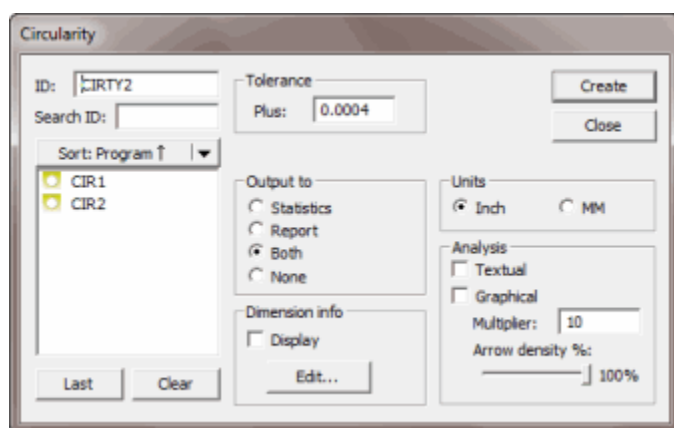 Circularity
ID: CIRTY2
Search ID:
Sort: Program↑
CIR1
CIR2
Last Clear
Tolerance
Plus: 0.0004
Output to
Statistics
Report
Both
None
Dimension info
Display
Edit...
Create
Close
Units
Inch MM
Analysis
Textual
Graphical
Multiplier: 10
Arrow density %:
100%